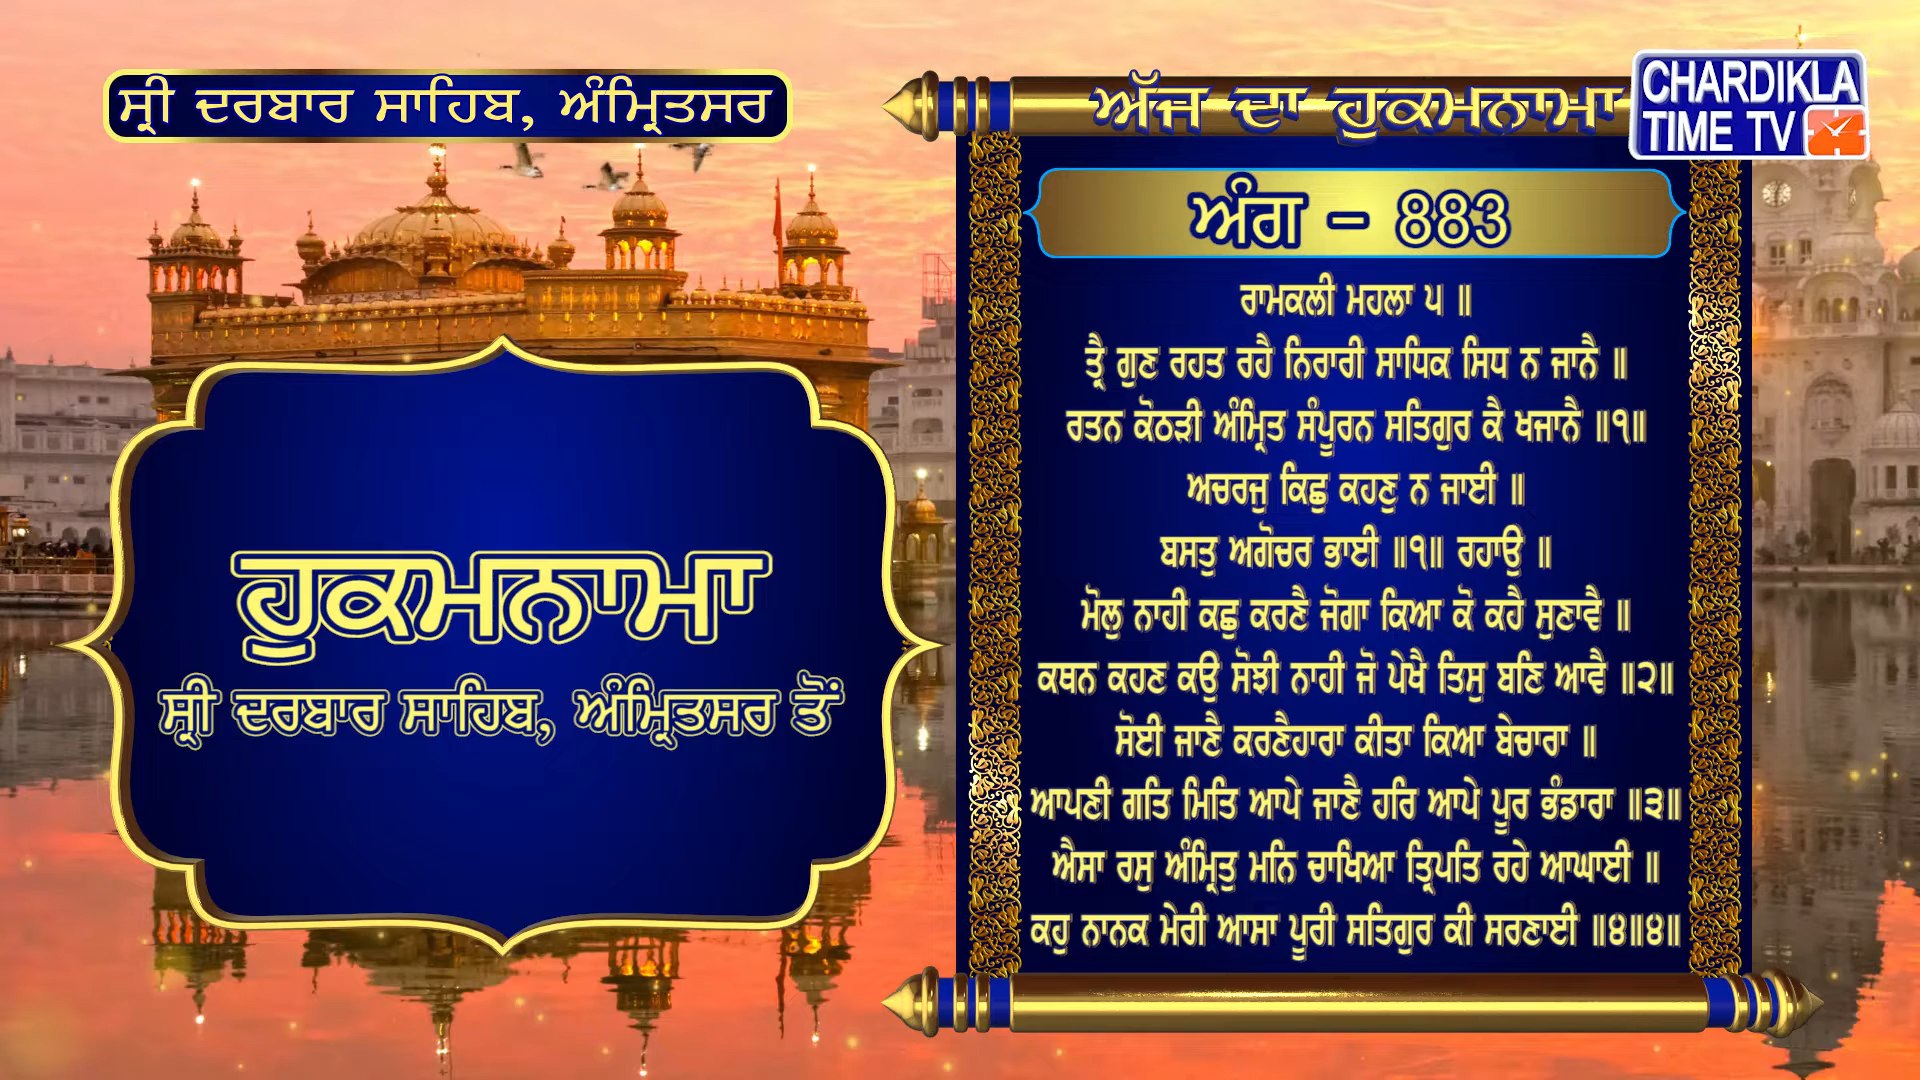 ਸ੍ਰੀ ਦਰਬਾਰ ਸਾਹਿਬ, ਅੰਮ੍ਰਿਤਸਰ
ਹੁਕਮਨਾਮਾ
ਸ੍ਰੀ ਦਰਬਾਰ ਸਾਹਿਬ, ਅੰਮ੍ਰਿਤਸਰ ਤੋਂ
ਅੱਜ ਦਾ ਹੁਕਮਨਾਮਾ
CHARDIKLA
TIME TV
ਅੰਗ - 883
ਰਾਮਕਲੀ ਮਹਲਾ ੫ ॥
ਤ੍ਰੈ ਗੁਣ ਰਹਤ ਰਹੈ ਨਿਰਾਰੀ ਸਾਧਿਕ ਸਿਧ ਨ ਜਾਨੈ ॥
ਰਤਨ ਕੋਠੜੀ ਅੰਮ੍ਰਿਤ ਸੰਪੂਰਨ ਸਤਿਗੁਰ ਕੈ ਖਜਾਨੈ ॥੧॥
ਅਚਰਜੁ ਕਿਛੁ ਕਹਣੁ ਨ ਜਾਈ ॥
ਬਸਤੁ ਅਗੋਚਰ ਭਾਈ ॥੧॥ ਰਹਾਉ ॥
ਮੋਲੁ ਨਾਹੀ ਕਛੁ ਕਰਣੈ ਜੋਗਾ ਕਿਆ ਕੋ ਕਹੈ ਸੁਣਾਵੈ ॥
ਕਥਨ ਕਹਣ ਕਉ ਸੋਝੀ ਨਾਹੀ ਜੋ ਪੇਖੈ ਤਿਸੁ ਬਣਿ ਆਵੈ ॥੨॥
ਸੋਈ ਜਾਣੈ ਕਰਣੈਹਾਰਾ ਕੀਤਾ ਕਿਆ ਬੇਚਾਰਾ ॥
ਆਪਣੀ ਗਤਿ ਮਿਤਿ ਆਪੇ ਜਾਣੈ ਹਰਿ ਆਪੇ ਪੂਰ ਭੰਡਾਰਾ ॥੩॥
ਐਸਾ ਰਸੁ ਅੰਮ੍ਰਿਤੁ ਮਨਿ ਚਾਖਿਆ ਤ੍ਰਿਪਤਿ ਰਹੇ ਆਘਾਈ ॥
ਕਹੁ ਨਾਨਕ ਮੇਰੀ ਆਸਾ ਪੂਰੀ ਸਤਿਗੁਰ ਕੀ ਸਰਣਾਈ ॥੪॥੪॥